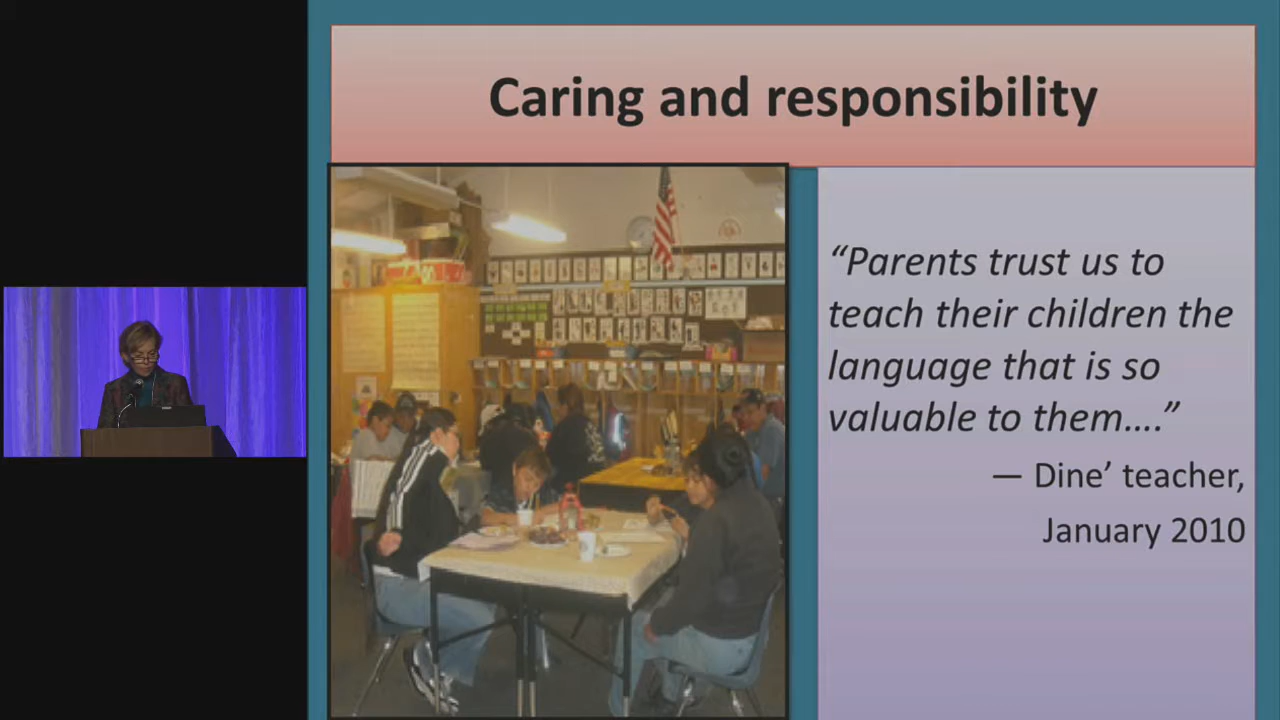 Caring and responsibility
“Parents trust us to
teach their children the
language that is so
valuable to them….”
— Dine’ teacher,
January 2010